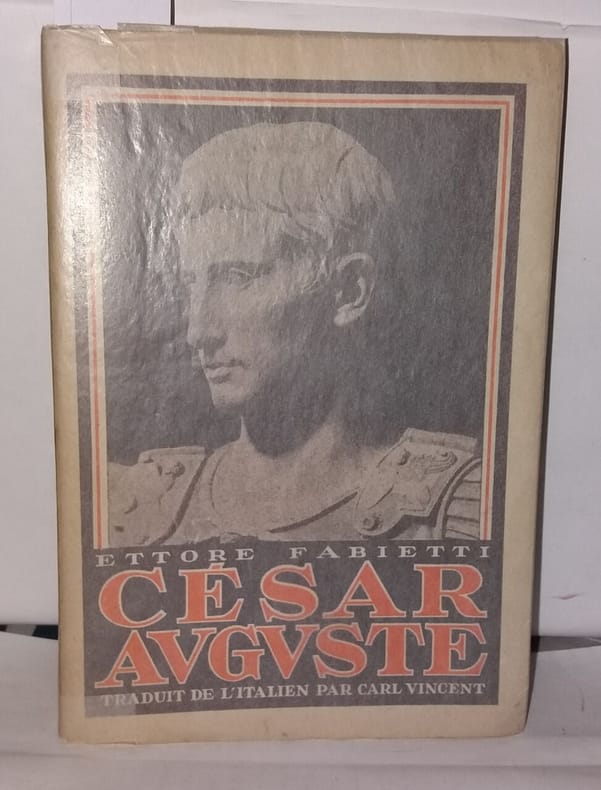 ETTORE FABIETTI
CÉSAR
AVGVSTE
TRADUIT DE L'ITALIEN PAR CARL VINCENT